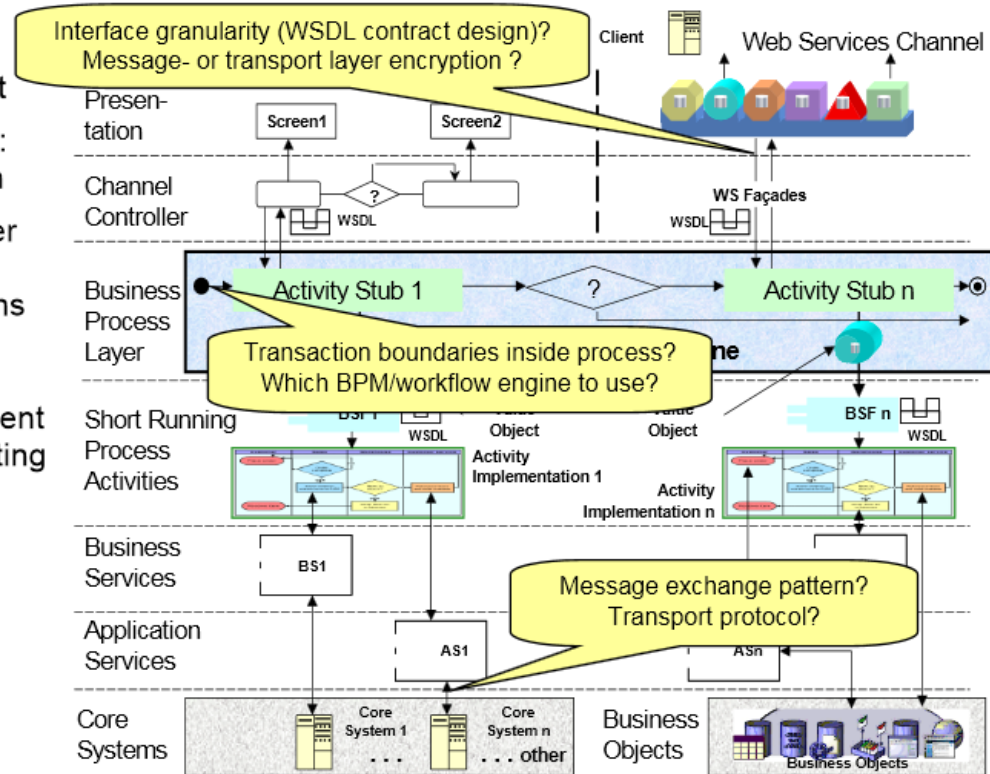 Interface granularity (WSDL contract design)?
Message- or transport layer encryption ?
Client
Web Services Channel
Presen-
tation
Screen1
Screen2
Channel
Controller
?
WSDL
WS Façades
WSDL
Business
Process
Layer
Activity Stub 1
?
Activity Stub n
Transaction boundaries inside process?
Which BPM/workflow engine to use?
Short Running
Process
Activities
WSDL
Object
Object
BSF n
WSDL
Activity
Implementation 1
Activity
Implementation n
Business
Services
BS1
Message exchange pattern?
Transport protocol?
Application
Services
AS1
ASn
Core
Systems
Core
System 1
. . .
Core
System n
. . . other
Business
Objects
Business Objects